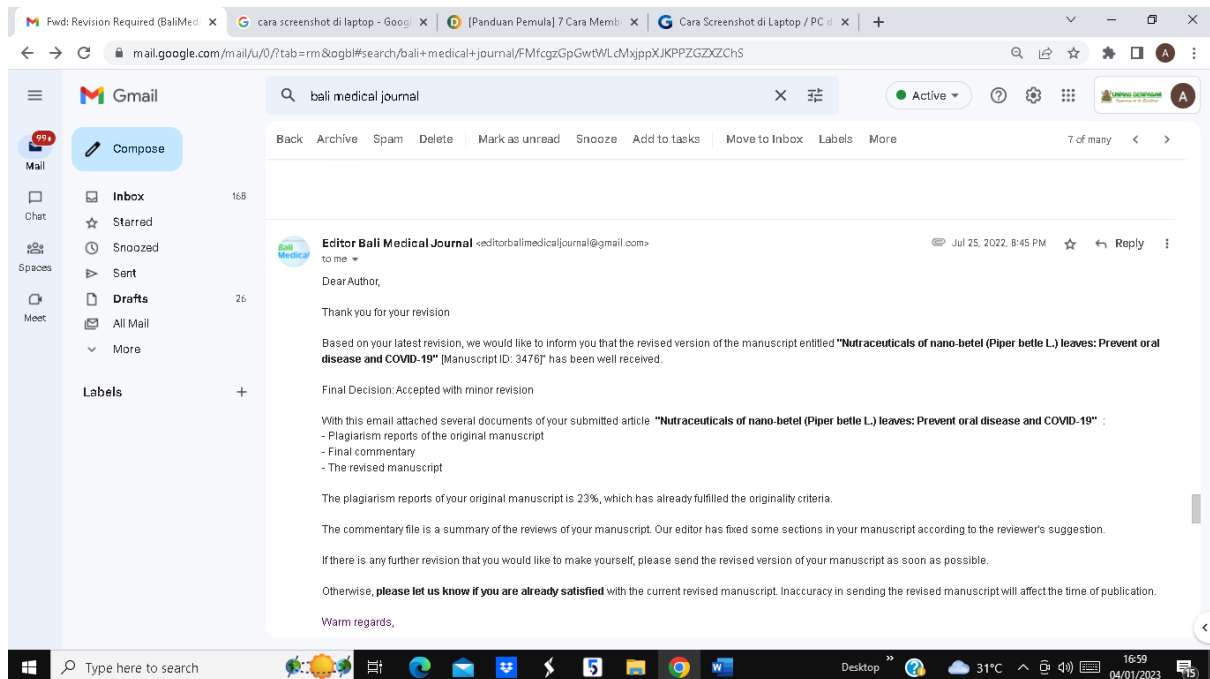 Fwd: Revision Required (BaliMed
cara screenshot di laptop - Goog
[Panduan Pemula] 7 Cara Memb
Cara Screenshot di Laptop / PC d
mail.google.com/mail/u/0/?tab=rm&ogbl#search/bali+medical+journal/FMfcgzGpGwtWLcMxjppXJKPPZGZXZChS
A
Gmail
bali medical journal
Active
A
99+
Mail
Compose
Back Archive Spam Delete Mark as unread Snooze Add to tasks Move to Inbox Labels More
7 of many
Chat
Spaces
Meet
Inbox 168
Starred
Snoozed
Sent
Drafts 26
All Mail
More
Labels
Bali Medical
Editor Bali Medical Journal <editorbalimedicaljournal@gmail.com>
Jul 25, 2022, 8:45 PM
Reply
to me
Dear Author,
Thank you for your revision
Based on your latest revision, we would like to inform you that the revised version of the manuscript entitled "Nutraceuticals of nano-betel (Piper betle L.) leaves: Prevent oral
disease and COVID-19" [Manuscript ID: 3476]" has been well received.
Final Decision: Accepted with minor revision
With this email attached several documents of your submitted article "Nutraceuticals of nano-betel (Piper betle L.) leaves: Prevent oral disease and COVID-19" :
- Plagiarism reports of the original manuscript
- Final commentary
- The revised manuscript
The plagiarism reports of your original manuscript is 23%, which has already fulfilled the originality criteria.
The commentary file is a summary of the reviews of your manuscript. Our editor has fixed some sections in your manuscript according to the reviewer's suggestion.
If there is any further revision that you would like to make yourself, please send the revised version of your manuscript as soon as possible.
Otherwise, please let us know if you are already satisfied with the current revised manuscript. Inaccuracy in sending the revised manuscript will affect the time of publication.
Warm regards,
Type here to search
Desktop
31°C
16:59
04/01/2023
15